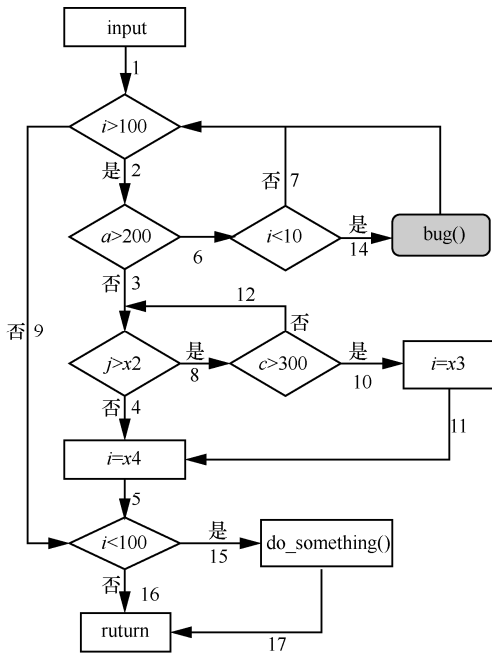 input
1
i>100
是 2
否 7
a>200
6
i<10
是
14
bug()
否 3
12
否 9
否
j>x2
是
8
c>300
是
10
i=x3
否 4
11
i=x4
5
i<100
是
15
do_something()
否 16
ruturn
17